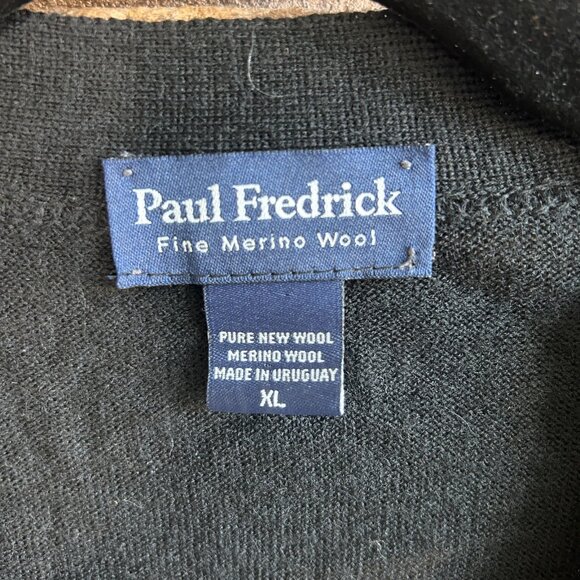 Paul Fredrick
Fine Merino Wool
PURE NEW WOOL
MERINO WOOL
MADE IN URUGUAY
XL